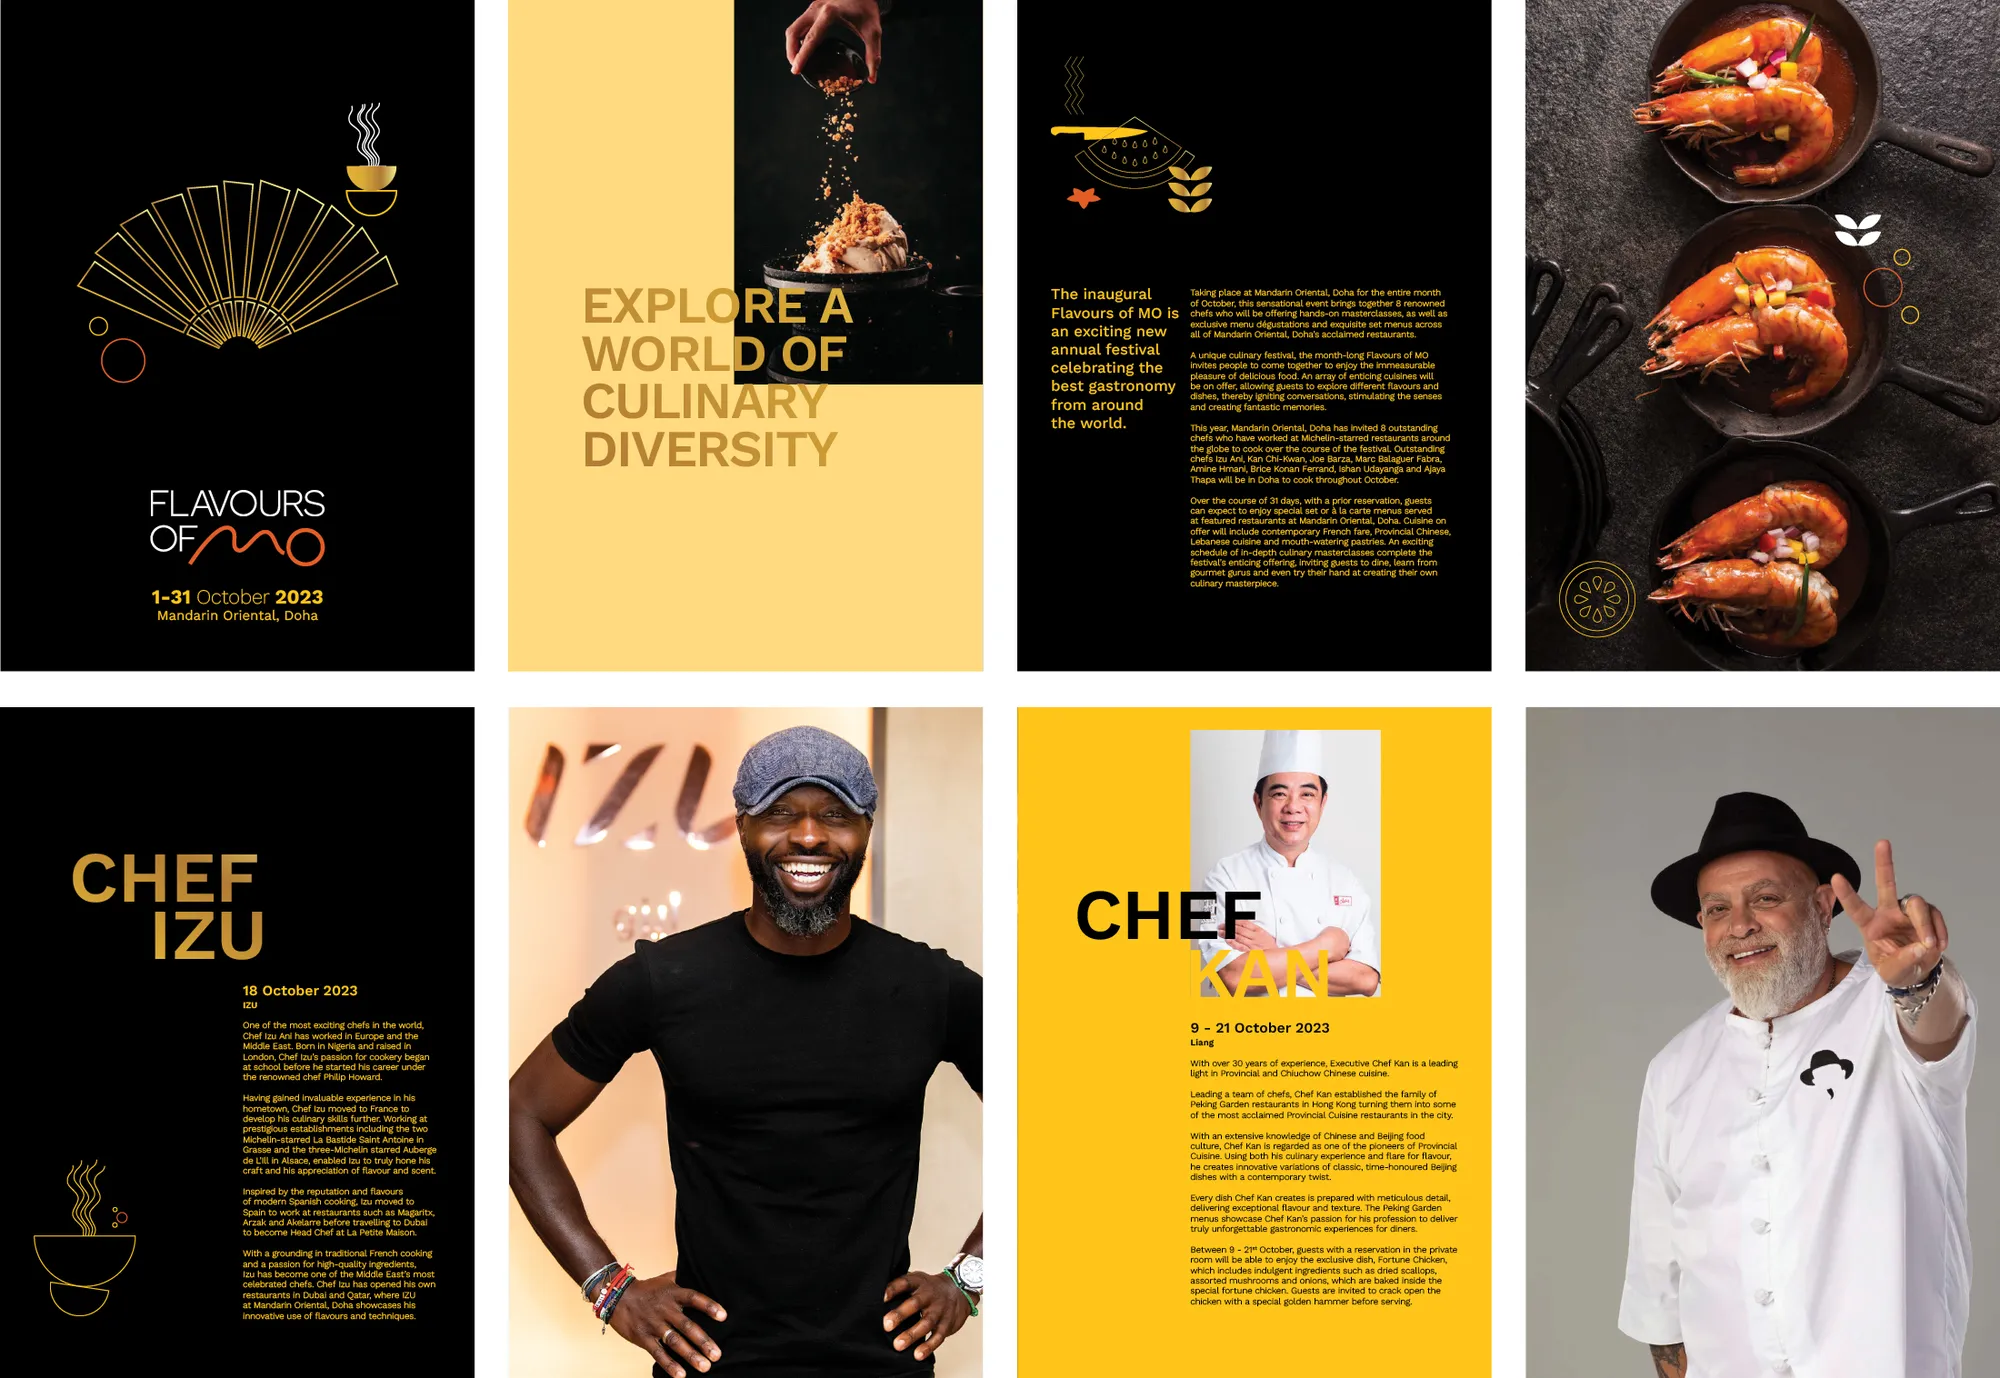 FLAVOURS
OF MO
1-31 October 2023
Mandarin Oriental, Doha
EXPLORE A
WORLD OF
CULINARY
DIVERSITY
The inaugural
Flavours of MO is
an exciting new
annual festival
celebrating the
best gastronomy
from around
the world.
Taking place at Mandarin Oriental, Doha for the entire month
of October, this sensational event brings together 8 renowned
chefs who will be offering hands-on masterclasses, as well as
exclusive menu dégustations and exquisite set menus across
all of Mandarin Oriental, Doha's acclaimed restaurants.
A unique culinary festival, the month-long Flavours of MO
invites people to come together to enjoy the immeasurable
pleasure of delicious food. An array of enticing cuisines will
be on offer, allowing guests to explore different flavours and
dishes, thereby igniting conversations, stimulating the senses
and creating fantastic memories.
This year, Mandarin Oriental, Doha has invited 8 outstanding
chefs who have worked at Michelin-starred restaurants around
the globe to cook over the course of the festival. Outstanding
chefs Izu Ani, Kan Chi-Kwan, Joe Barza, Marc Balaguer Fabra,
Amine Hmani, Brice Konan Ferrand, Ishan Udayanga and Ajaya
Thapa will be in Doha to cook throughout October.
Over the course of 31 days, with a prior reservation, guests
can expect to enjoy special set or à la carte menus served
at featured restaurants at Mandarin Oriental, Doha. Cuisine on
offer will include contemporary French fare, Provincial Chinese,
Lebanese cuisine and mouth-watering pastries. An exciting
schedule of in-depth culinary masterclasses complete the
festival's enticing offering, inviting guests to dine, learn from
gourmet gurus and even try their hand at creating their own
culinary masterpiece.
CHEF
IZU
18 October 2023
IZU
One of the most exciting chefs in the world,
Chef Izu Ani has worked in Europe and the
Middle East. Born in Nigeria and raised in
London, Chef Izu's passion for cookery began
at school before he started his career under
the renowned chef Philip Howard.
Having gained invaluable experience in his
hometown, Chef Izu moved to France to
develop his culinary skills further. Working at
prestigious establishments including the two
Michelin-starred La Bastide Saint Antoine in
Grasse and the three-Michelin starred Auberge
de L'Ill in Alsace, enabled Izu to truly hone his
craft and his appreciation of flavour and scent.
Inspired by the reputation and flavours
of modern Spanish cooking, Izu moved to
Spain to work at restaurants such as Magaritx,
Arzak and Akelarre before travelling to Dubai
to become Head Chef at La Petite Maison.
With a grounding in traditional French cooking
and a passion for high-quality ingredients,
Izu has become one of the Middle East's most
celebrated chefs. Chef Izu has opened his own
restaurants in Dubai and Qatar, where IZU
at Mandarin Oriental, Doha showcases his
innovative use of flavours and techniques.
IZU
CHEF
KAN
9 - 21 October 2023
Liang
With over 30 years of experience, Executive Chef Kan is a leading
light in Provincial and Chiuchow Chinese cuisine.
Leading a team of chefs, Chef Kan established the family of
Peking Garden restaurants in Hong Kong turning them into some
of the most acclaimed Provincial Cuisine restaurants in the city.
With an extensive knowledge of Chinese and Beijing food
culture, Chef Kan is regarded as one of the pioneers of Provincial
Cuisine. Using both his culinary experience and flare for flavour,
he creates innovative variations of classic, time-honoured Beijing
dishes with a contemporary twist.
Every dish Chef Kan creates is prepared with meticulous detail,
delivering exceptional flavour and texture. The Peking Garden
menus showcase Chef Kan's passion for his profession to deliver
truly unforgettable gastronomic experiences for diners.
Between 9 - 21st October, guests with a reservation in the private
room will be able to enjoy the exclusive dish, Fortune Chicken,
which includes indulgent ingredients such as dried scallops,
assorted mushrooms and onions, which are baked inside the
special fortune chicken. Guests are invited to crack open the
chicken with a special golden hammer before serving.